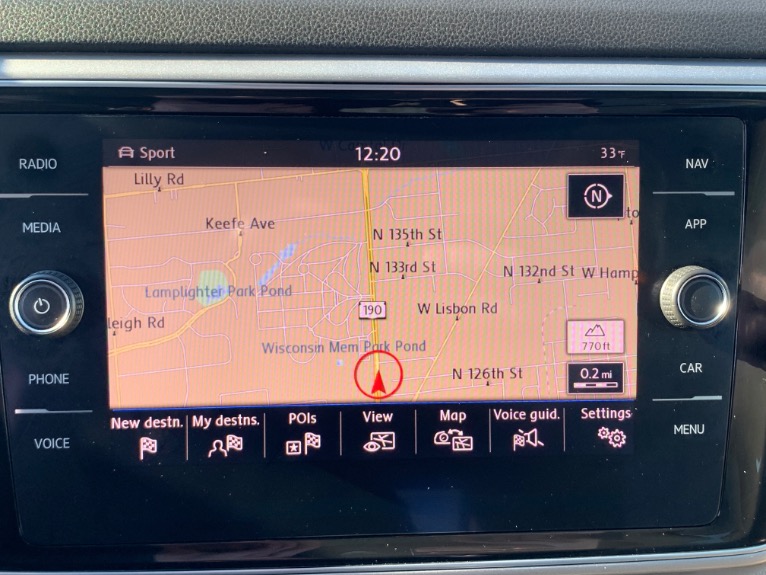 RADIO
MEDIA
PHONE
VOICE
Sport
12:20
33°F
Lilly Rd
Keefe Ave
N 135th St
N 133rd St
N 132nd St
W Hamp
Lamplighter Park Pond
190
W Lisbon Rd
leigh Rd
Wisconsin Mem Park Pond
N 126th St
N
to
770ft
0.2 mi
New destn.
My destns.
POIs
View
Map
Voice guid.
Settings
NAV
APP
CAR
MENU